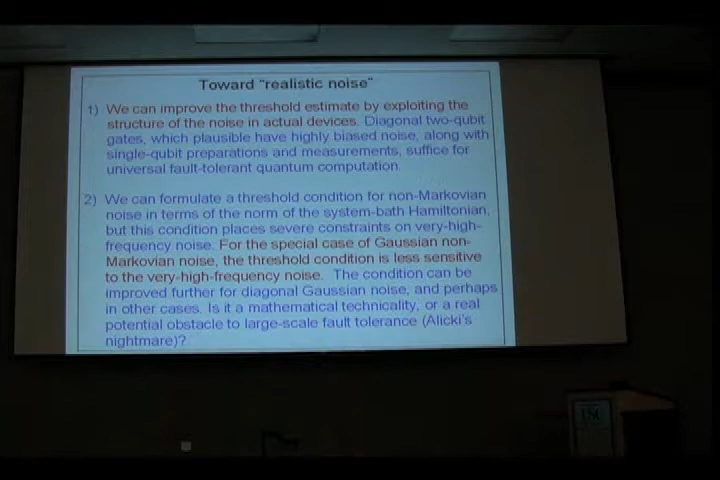 Toward "realistic noise"
1) We can improve the threshold estimate by exploiting the
structure of the noise in actual devices. Diagonal two-qubit
gates, which plausible have highly biased noise, along with
single-qubit preparations and measurements, suffice for
universal fault-tolerant quantum computation.
2) We can formulate a threshold condition for non-Markovian
noise in terms of the norm of the system-bath Hamiltonian,
but this condition places severe constraints on very-high-
frequency noise. For the special case of Gaussian non-
Markovian noise, the threshold condition is less sensitive
to the very-high-frequency noise. The condition can be
improved further for diagonal Gaussian noise, and perhaps
in other cases. Is it a mathematical technicality, or a real
potential obstacle to large-scale fault tolerance (Alicki's
nightmare)?
USC